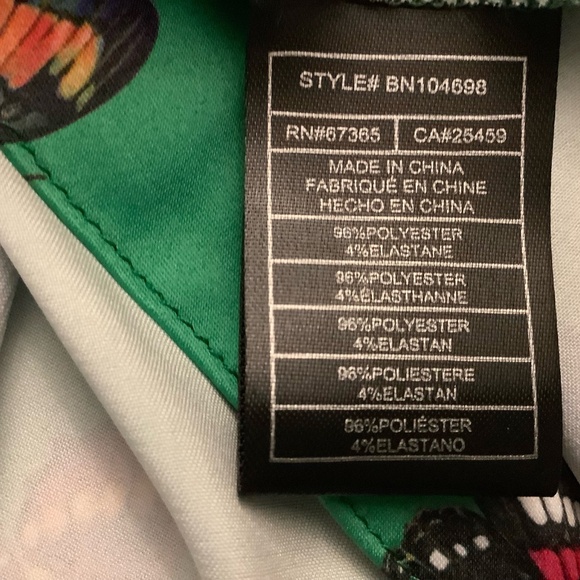 STYLE# BN104698
RN#67365 CA#25459
MADE IN CHINA
FABRIQUÉ EN CHINE
HECHO EN CHINA
96%POLYESTER
4%ELASTANE
96%POLYESTER
4%ELASTHANNE
96%POLYESTER
4%ELASTAN
96%POLIESTERE
4%ELASTAN
96%POLIÉSTER
4%ELASTANO